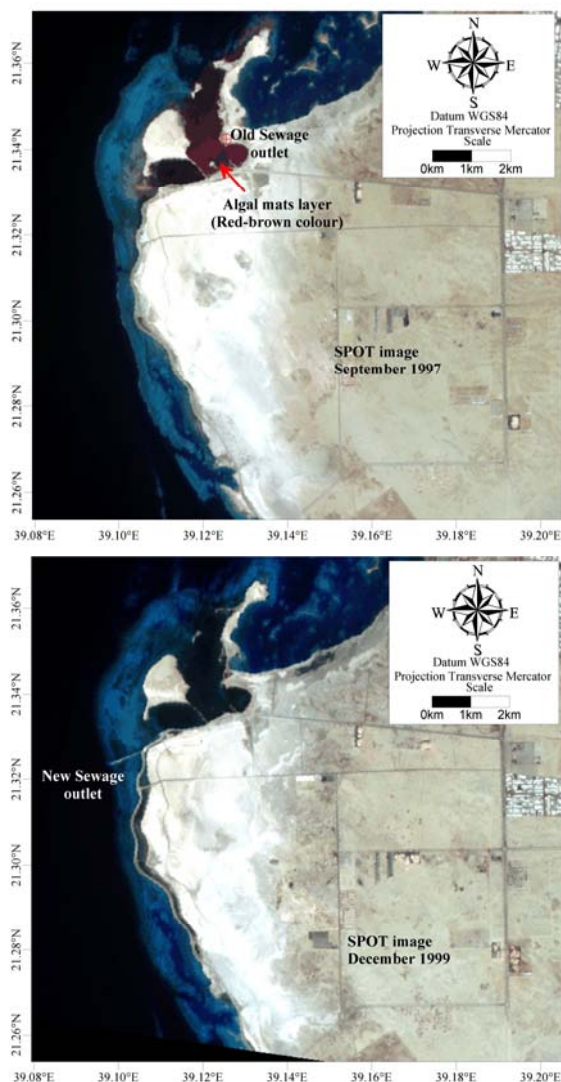 N
W E
S
Datum WGS84
Projection Transverse Mercator
Scale
0km 1km 2km
21.36°N
21.34°N
21.32°N
21.30°N
21.28°N
21.26°N
Old Sewage
outlet
Algal mats layer
(Red-brown colour)
SPOT image
September 1997
39.08°E 39.10°E 39.12°E 39.14°E 39.16°E 39.18°E 39.20°E
N
W E
S
Datum WGS84
Projection Transverse Mercator
Scale
0km 1km 2km
21.36°N
21.34°N
21.32°N
21.30°N
21.28°N
21.26°N
New Sewage
outlet
SPOT image
December 1999
39.08°E 39.10°E 39.12°E 39.14°E 39.16°E 39.18°E 39.20°E